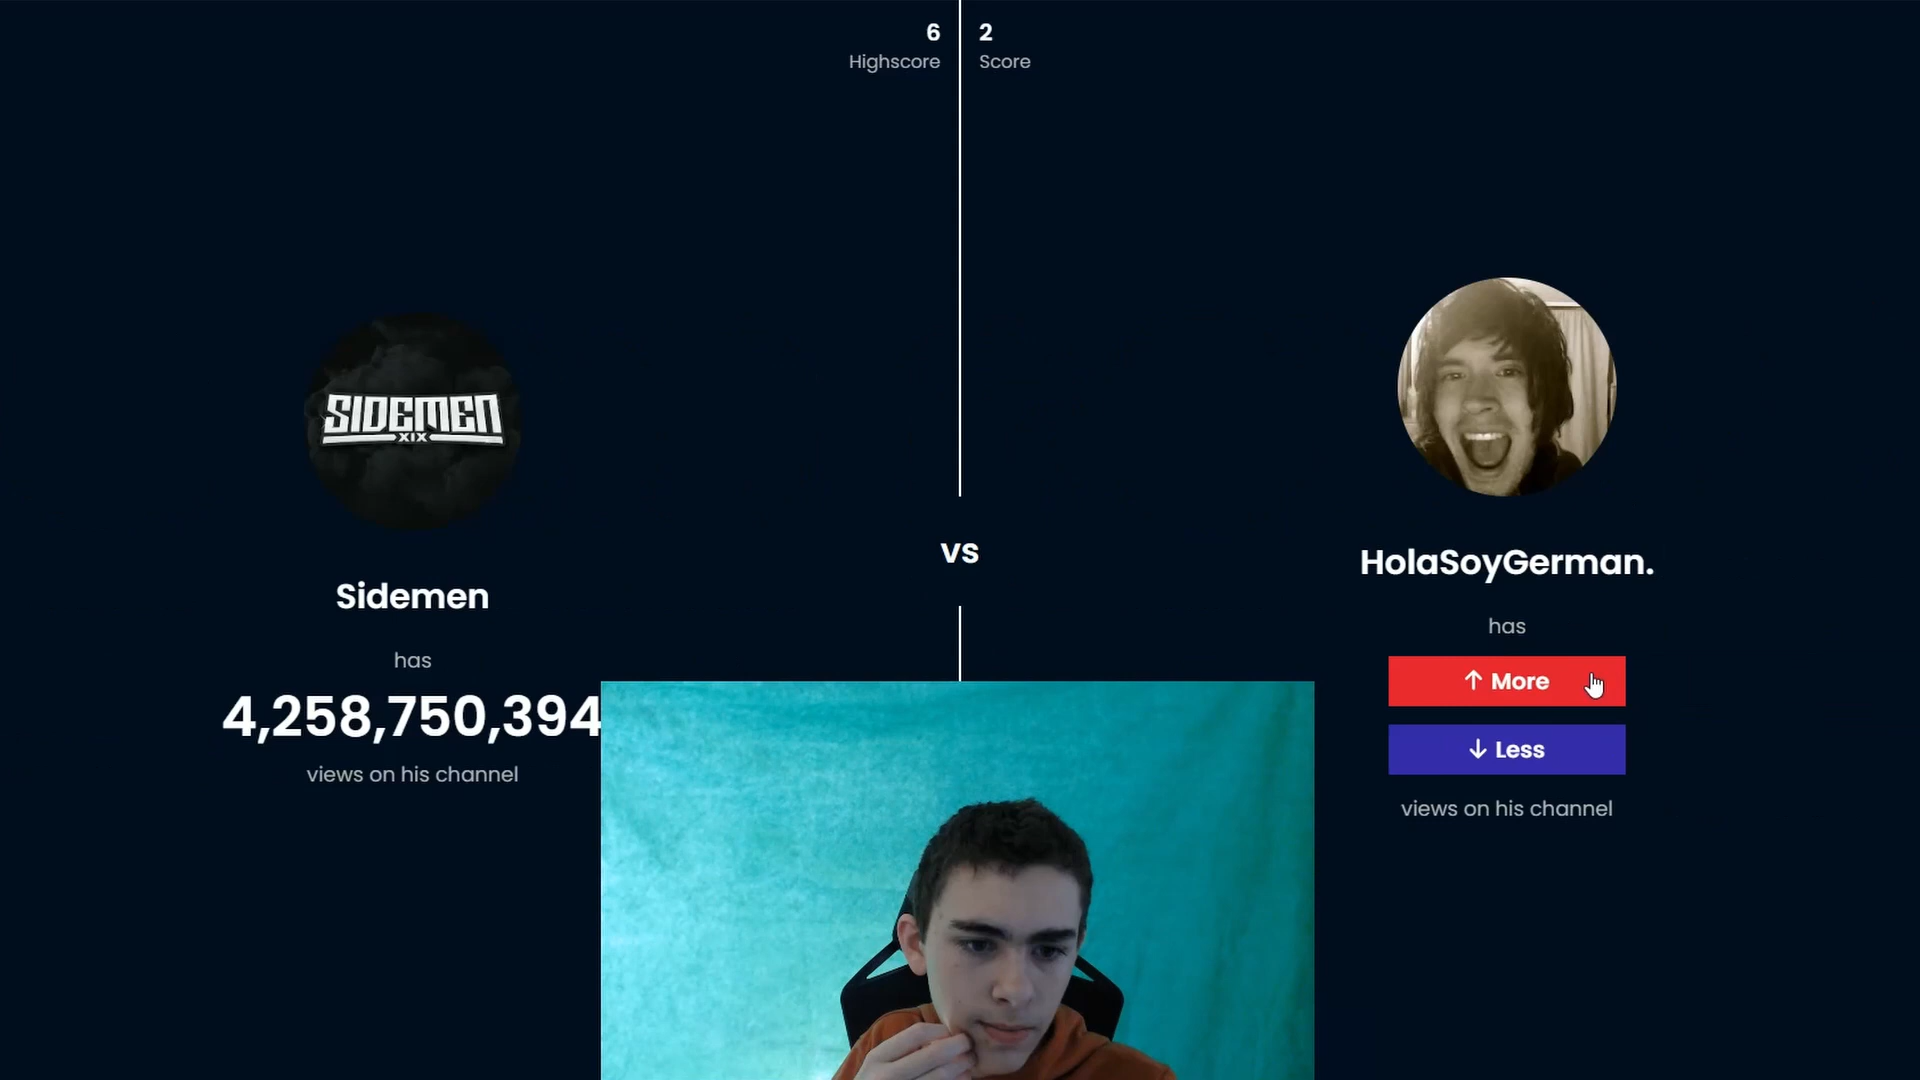 6
Highscore
2
Score
SIDEMEN
XIX
Sidemen
has
4,258,750,394
views on his channel
vs
HolaSoyGerman.
has
↑ More
↓ Less
views on his channel